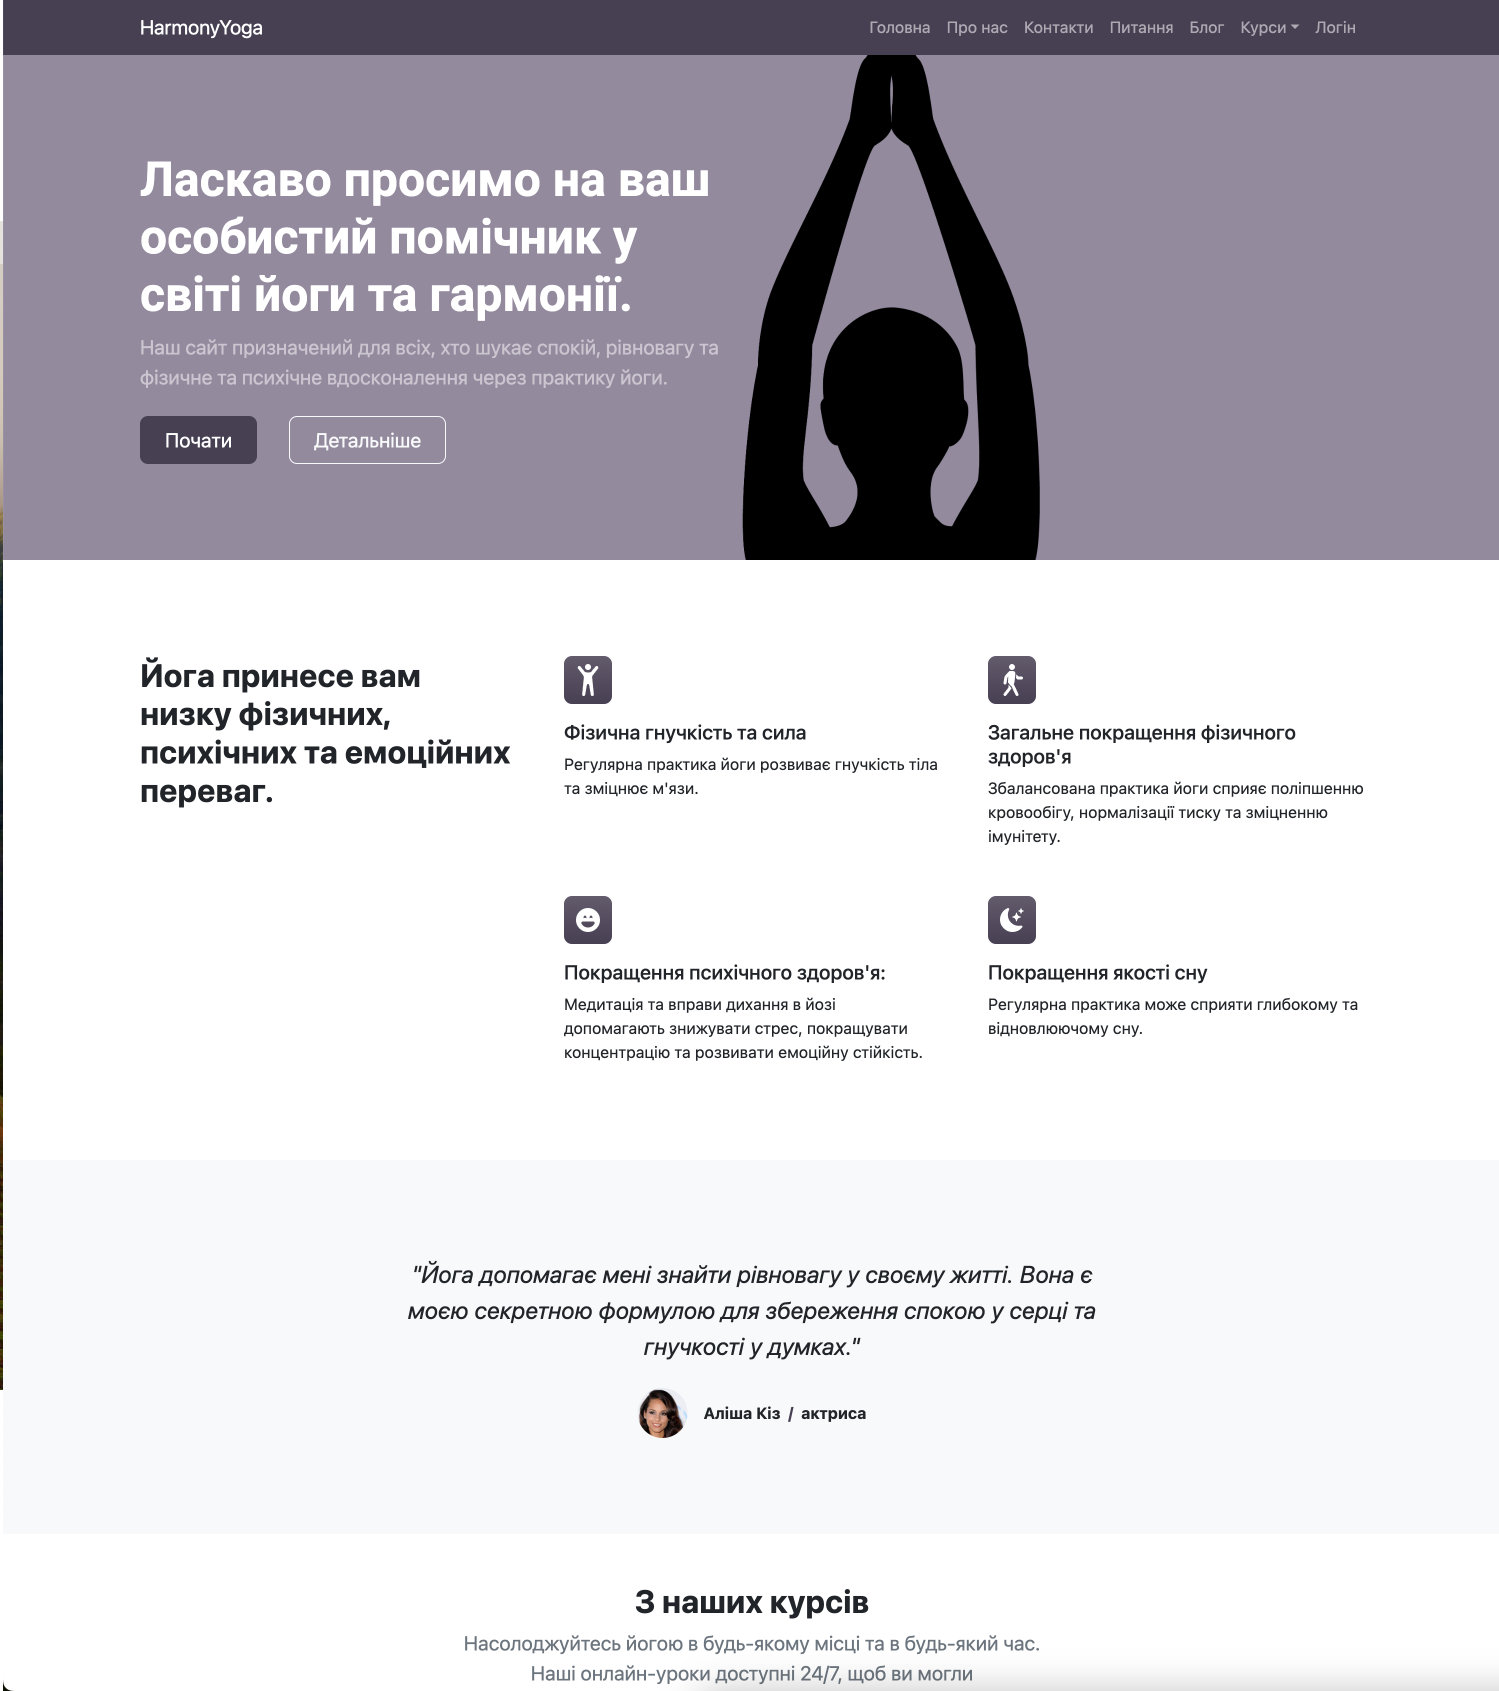 HarmonyYoga
Головна Про нас Контакти Питання Блог Курси Логін
Ласкаво просимо на ваш
особистий помічник у
світі йоги та гармонії.
Наш сайт призначений для всіх, хто шукає спокій, рівновагу та
фізичне та психічне вдосконалення через практику йоги.
Почати Детальніше
Йога принесе вам
низку фізичних,
психічних та емоційних
переваг.
Фізична гнучкість та сила
Регулярна практика йоги розвиває гнучкість тіла
та зміцнює м'язи.
Загальне покращення фізичного
здоров'я
Збалансована практика йоги сприяє поліпшенню
кровообігу, нормалізації тиску та зміцненню
імунітету.
Покращення психічного здоров'я:
Медитація та вправи дихання в йозі
допомагають знижувати стрес, покращувати
концентрацію та розвивати емоційну стійкість.
Покращення якості сну
Регулярна практика може сприяти глибокому та
відновлюючому сну.
"Йога допомагає мені знайти рівновагу у своєму житті. Вона є
моєю секретною формулою для збереження спокою у серці та
гнучкості у думках."
Аліша Кіз / актриса
З наших курсів
Насолоджуйтесь йогою в будь-якому місці та в будь-який час.
Наші онлайн-уроки доступні 24/7, щоб ви могли